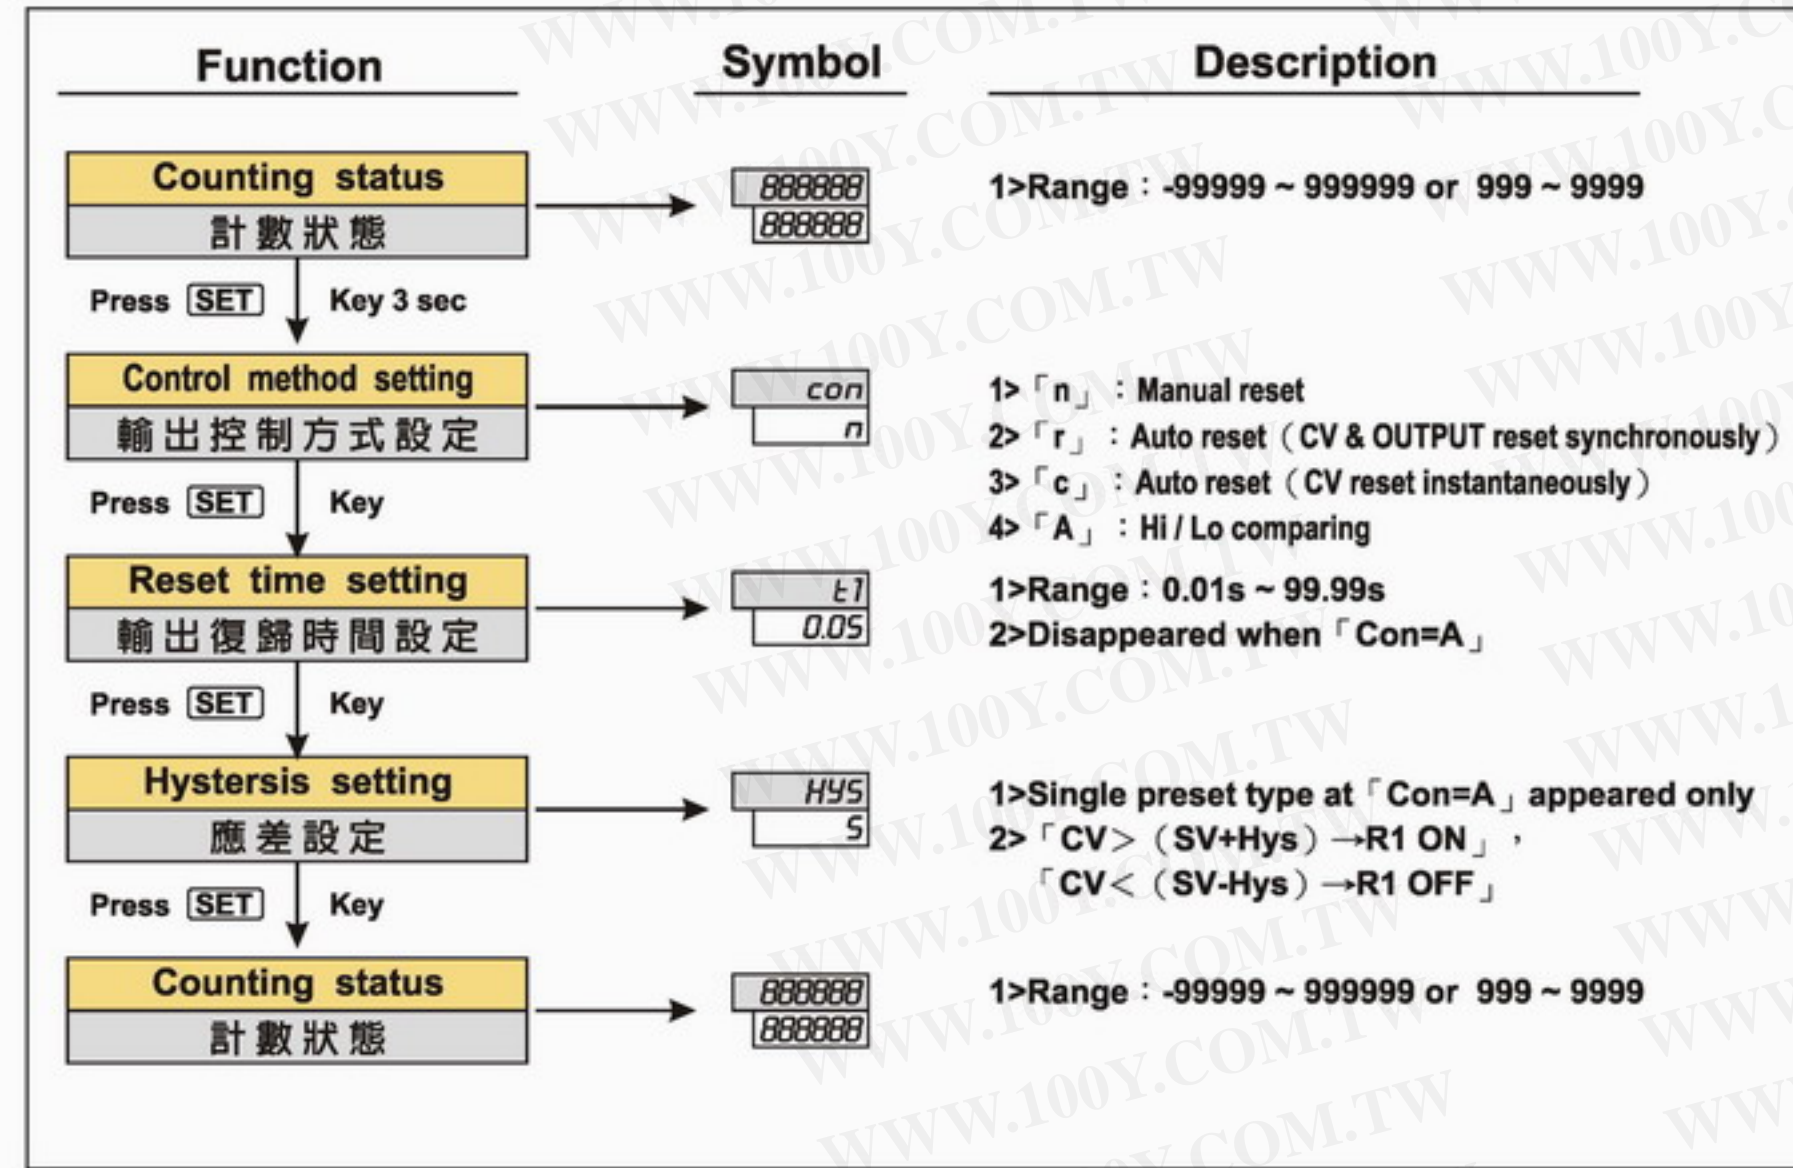 Function Symbol Description
Counting status
計數狀態
888888
888888
1>Range：-99999 ~ 999999 or 999 ~ 9999
Press SET Key 3 sec
Control method setting
輸出控制方式設定
con
n
1>「n」：Manual reset
2>「r」：Auto reset（CV & OUTPUT reset synchronously）
3>「c」：Auto reset（CV reset instantaneously）
4>「A」：Hi / Lo comparing
Press SET Key
Reset time setting
輸出復歸時間設定
t1
0.05
1>Range：0.01s ~ 99.99s
2>Disappeared when「Con=A」
Press SET Key
Hystersis setting
應差設定
HYS
5
1>Single preset type at「Con=A」appeared only
2>「CV＞（SV+Hys）→R1 ON」，
「CV＜（SV-Hys）→R1 OFF」
Press SET Key
Counting status
計數狀態
888888
888888
1>Range：-99999 ~ 999999 or 999 ~ 9999
WWW.100Y.COM.TW